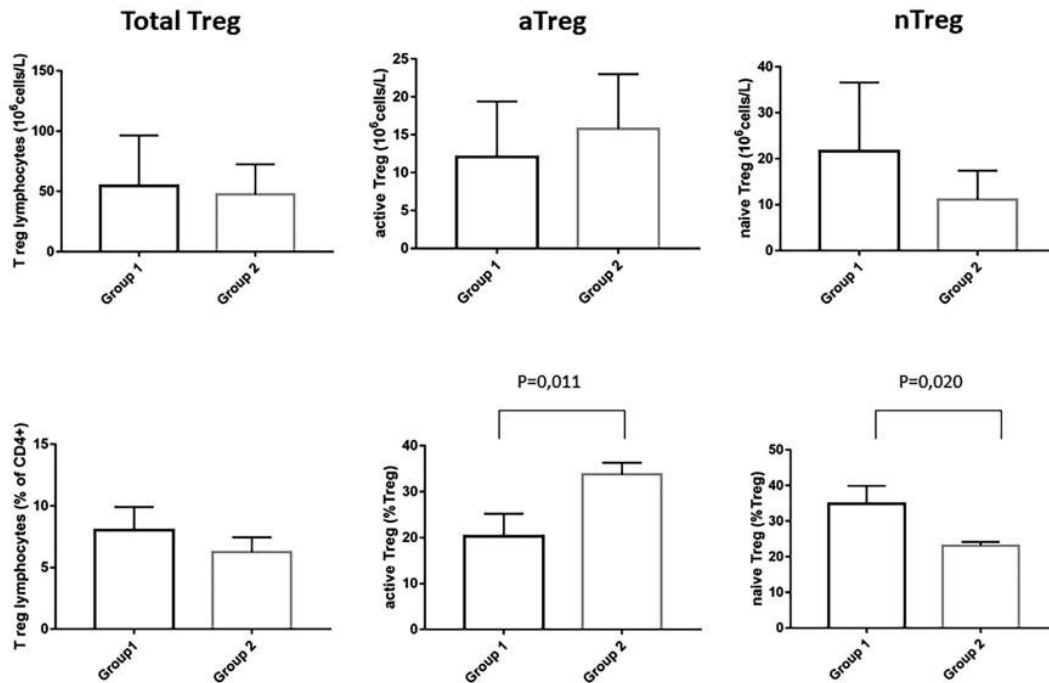 Total Treg
aTreg
nTreg
T reg lymphocytes (10⁶cells/L)
150
100
50
0
Group 1
Group 2
active Treg (10⁶cells/L)
25
20
15
10
5
0
Group 1
Group 2
naive Treg (10⁶cells/L)
40
30
20
10
0
Group 1
Group 2
T reg lymphocytes (% of CD4+)
15
10
5
0
Group1
Group 2
P=0,011
active Treg (%Treg)
40
30
20
10
0
Group 1
Group 2
P=0,020
naive Treg (%Treg)
50
40
30
20
10
0
Group 1
Group 2